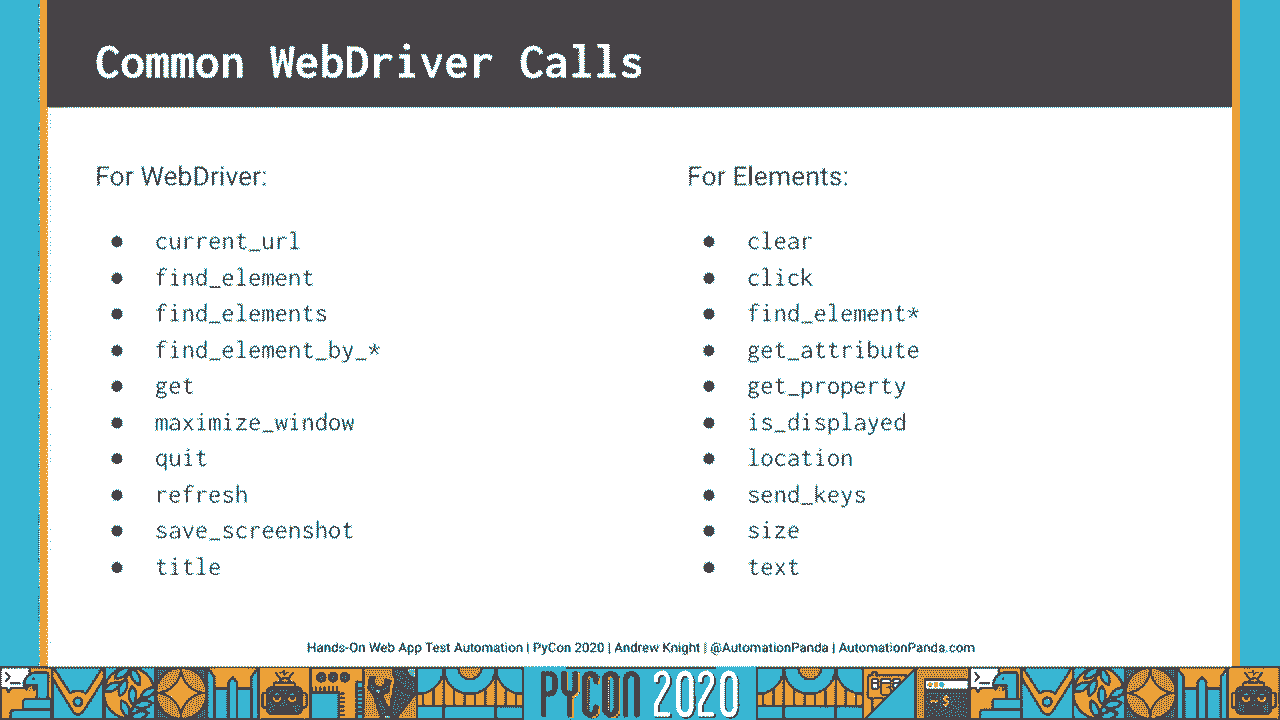 Common WebDriver Calls
For WebDriver:
● current_url
● find_element
● find_elements
● find_element_by_*
● get
● maximize_window
● quit
● refresh
● save_screenshot
● title
For Elements:
● clear
● click
● find_element*
● get_attribute
● get_property
● is_displayed
● location
● send_keys
● size
● text
Hands-On Web App Test Automation | PyCon 2020 | Andrew Knight | @AutomationPanda | AutomationPanda.com
PYCON 2020